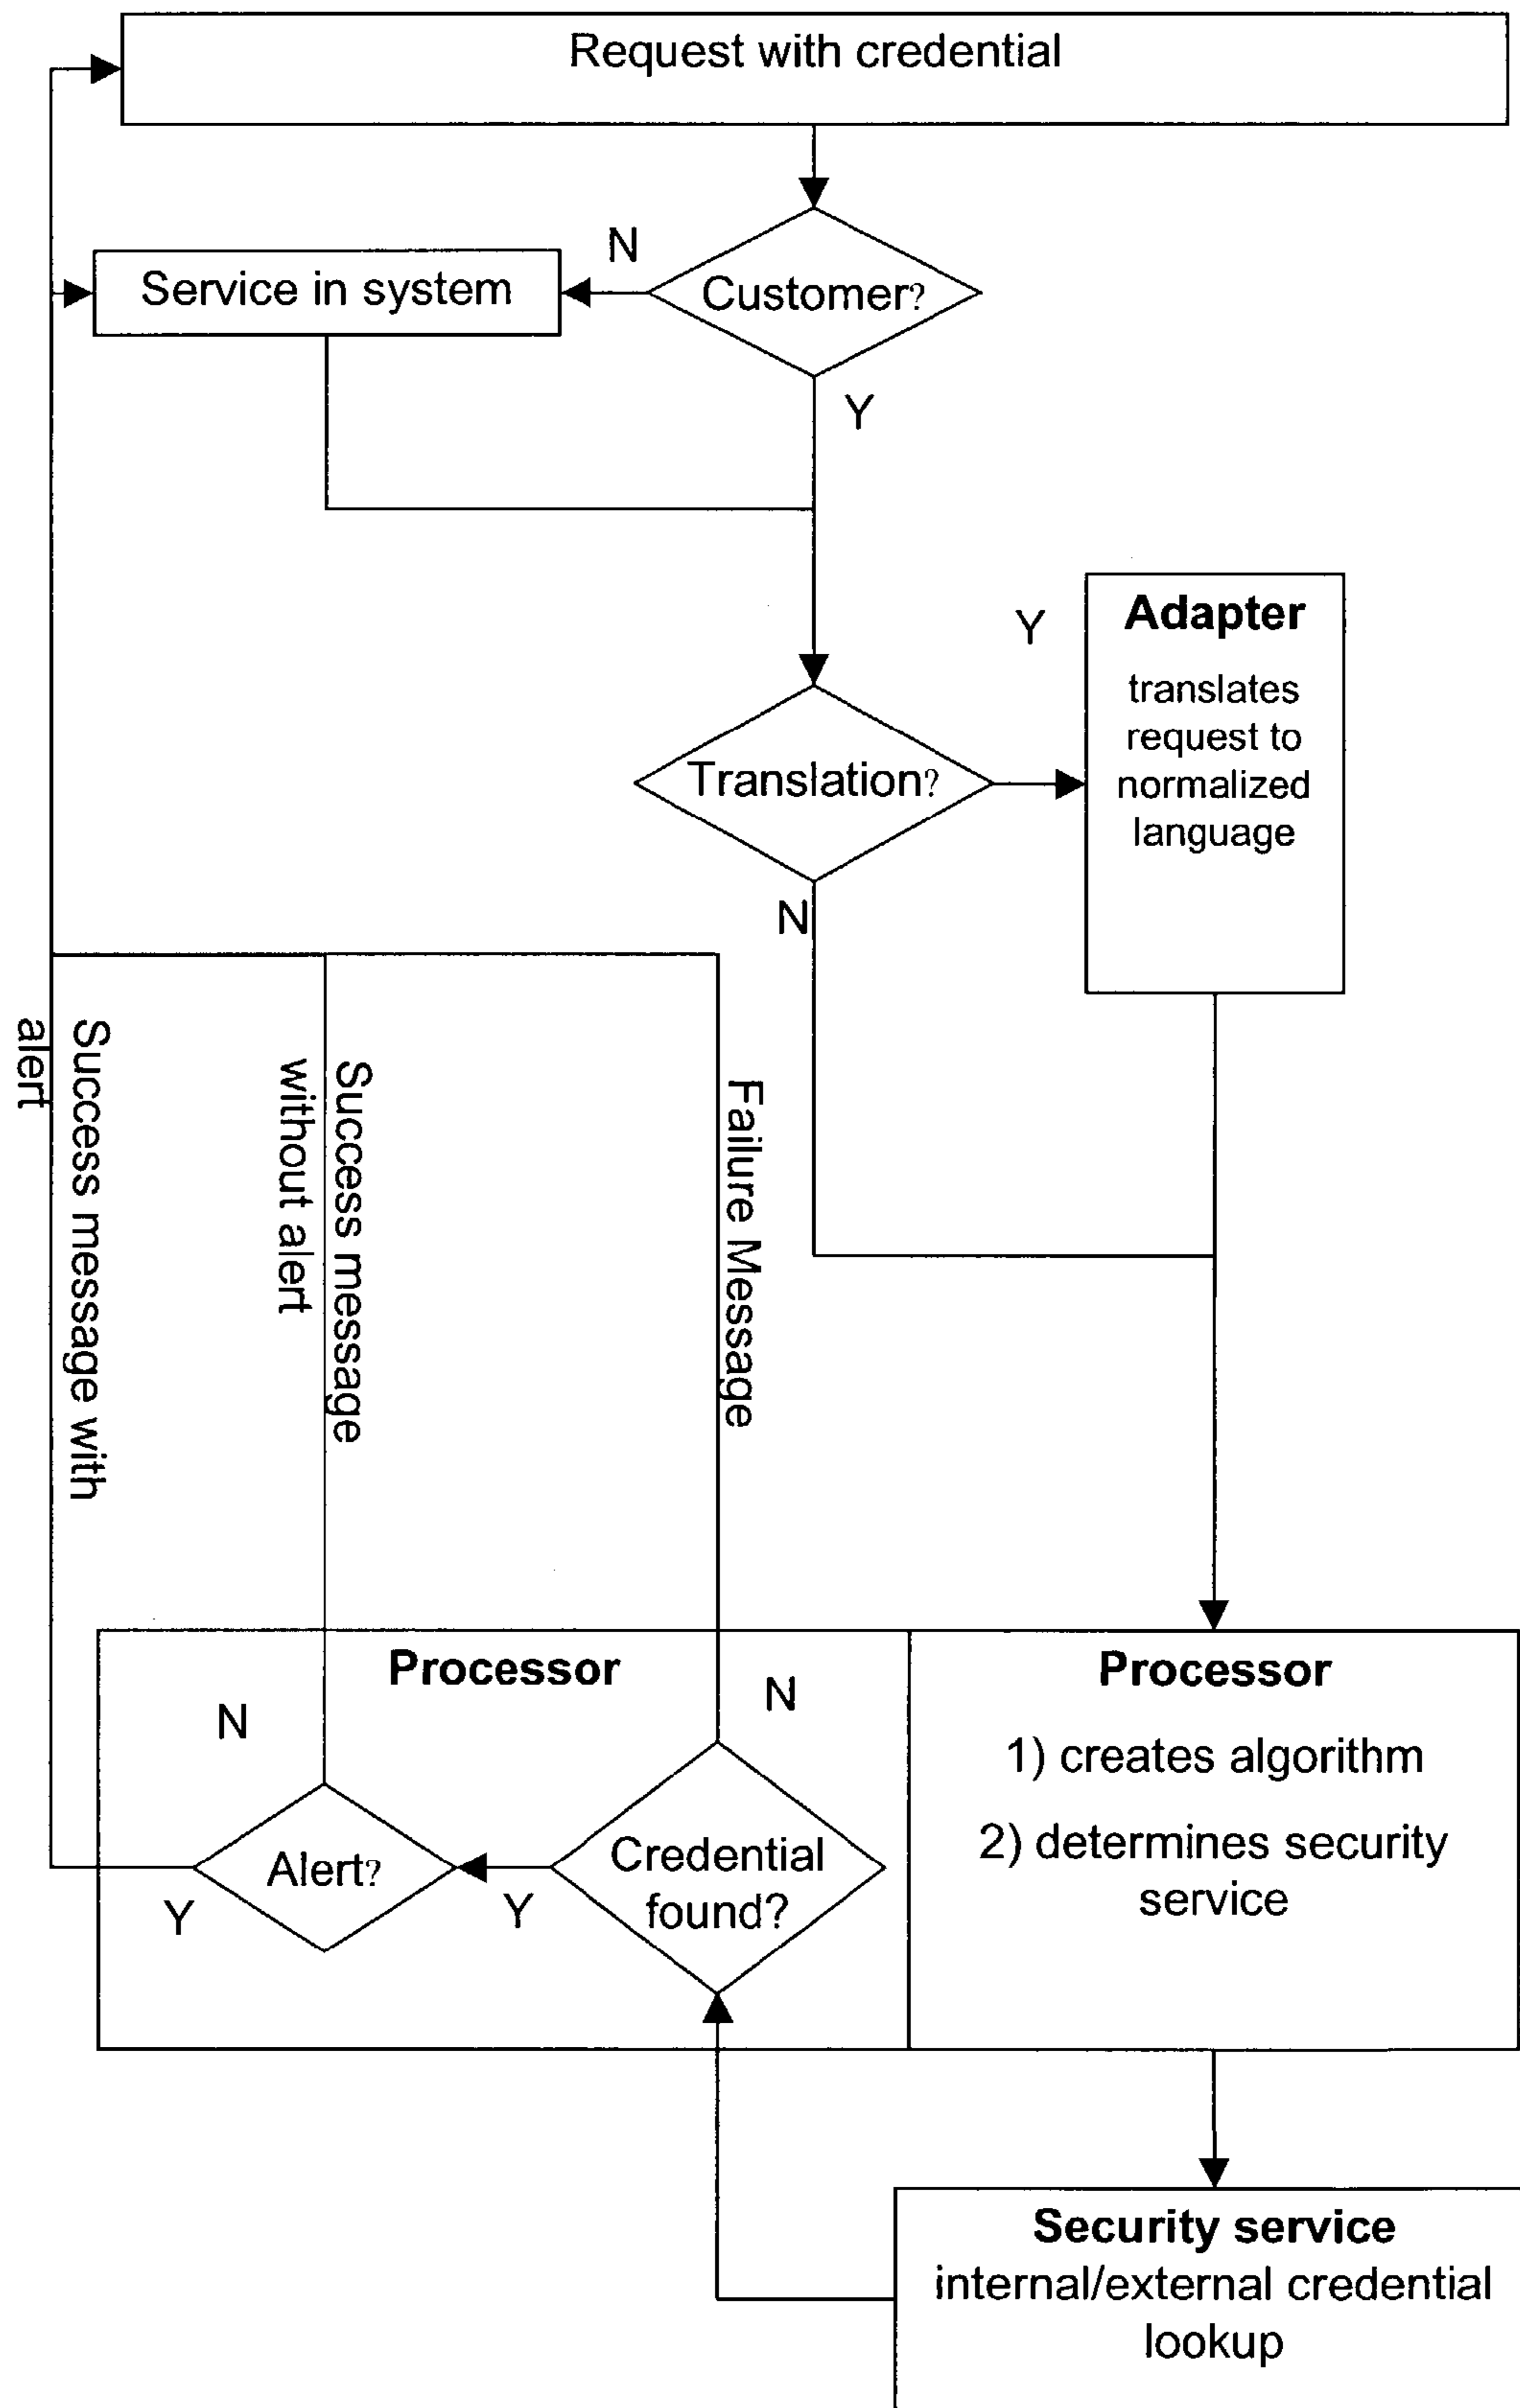 Request with credential
N
Service in system
Customer?
Y
Y
Adapter
translates
request to
normalized
language
Translation?
N
Success message with
alert
Success message
without alert
Failure Message
Processor
N
N
Alert?
Y
Credential
found?
Y
Processor
1) creates algorithm
2) determines security
service
Security service
internal/external credential
lookup